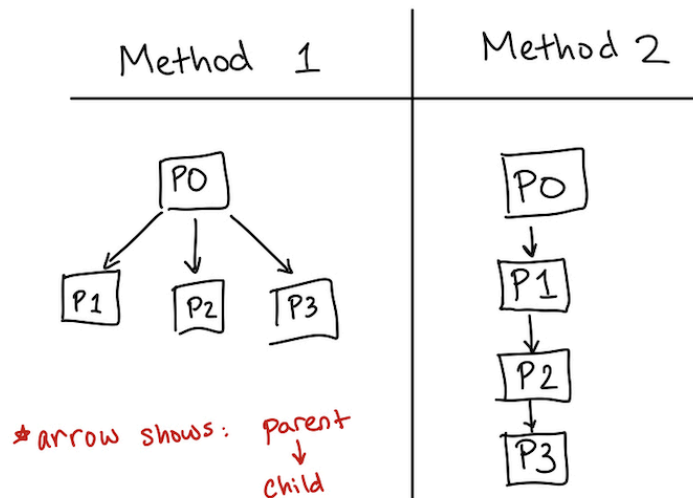 Method 1
P0
P1 P2 P3
* arrow shows: parent
child
Method 2
P0
P1
P2
P3